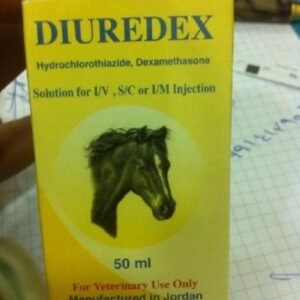 DIUREDEX
Hydrochlorothiazide, Dexamethasone
Solution for I/V , S/C or I/M Injection
50 ml
For Veterinary Use Only
Manufactured in Jordan